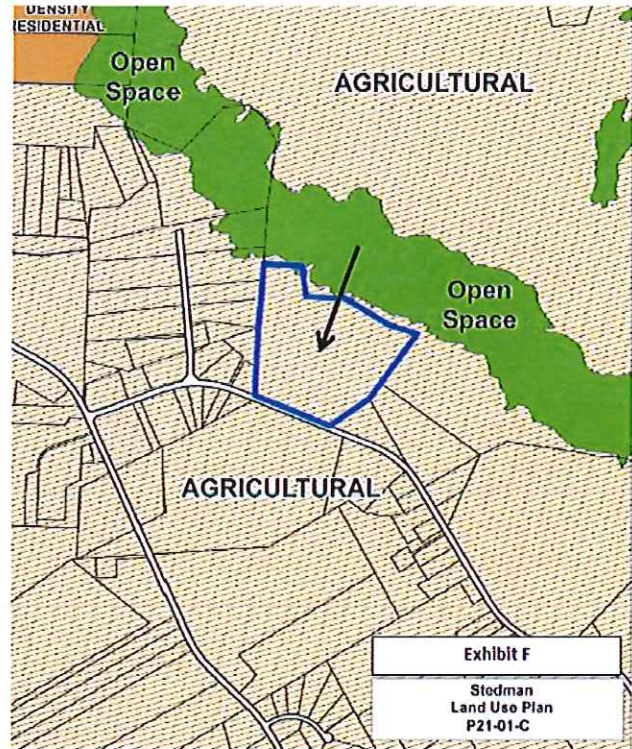 DENSITY
RESIDENTIAL
Open
Space
AGRICULTURAL
Open
Space
AGRICULTURAL
Exhibit F
Stedman
Land Use Plan
P21-01-C